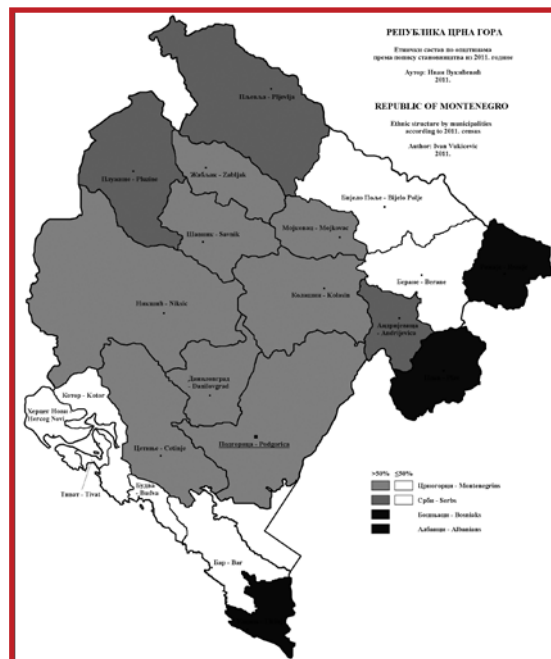 РЕПУБЛИКА ЦРНА ГОРА
Етнички састав по општинама
према попису становништва из 2011. године
Аутор: Иван Вукићевић
2011.
REPUBLIC OF MONTENEGRO
Ethnic structure by municipalities
according to 2011. census
Author: Ivan Vukicevic
2011.
Пљевља - Pljevlja
Плужине - Plužine
Жабљак - Zabljak
Бијело Поље - Bijelo Polje
Шавник - Savnik
Мојковац - Mojkovac
Беране - Berane
Никшић - Niksic
Колашин - Kolasin
Андријевица - Andrijevica
Даниловград - Danilovgrad
Котор - Kotor
Херцег Нови
Herceg Novi
Цетиње - Cetinje
Подгорица - Podgorica
Тиват - Tivat
Будва
- Budva
Бар - Bar
>50% ≤50%
Црногорци - Montenegrins
Срби - Serbs
Бошњаци - Bosniaks
Албанци - Albanians